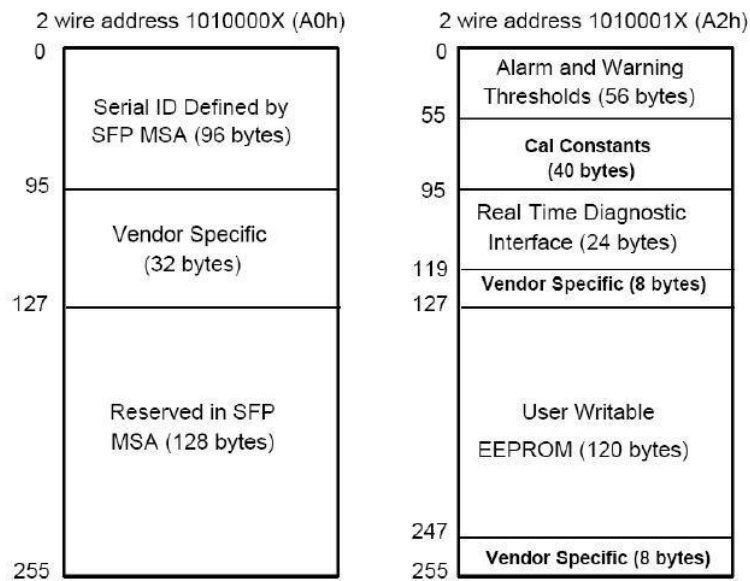 2 wire address 1010000X (A0h)
0
Serial ID Defined by
SFP MSA (96 bytes)
95
Vendor Specific
(32 bytes)
127
Reserved in SFP
MSA (128 bytes)
255
2 wire address 1010001X (A2h)
0
Alarm and Warning
Thresholds (56 bytes)
55
Cal Constants
(40 bytes)
95
Real Time Diagnostic
Interface (24 bytes)
119
Vendor Specific (8 bytes)
127
User Writable
EEPROM (120 bytes)
247
Vendor Specific (8 bytes)
255